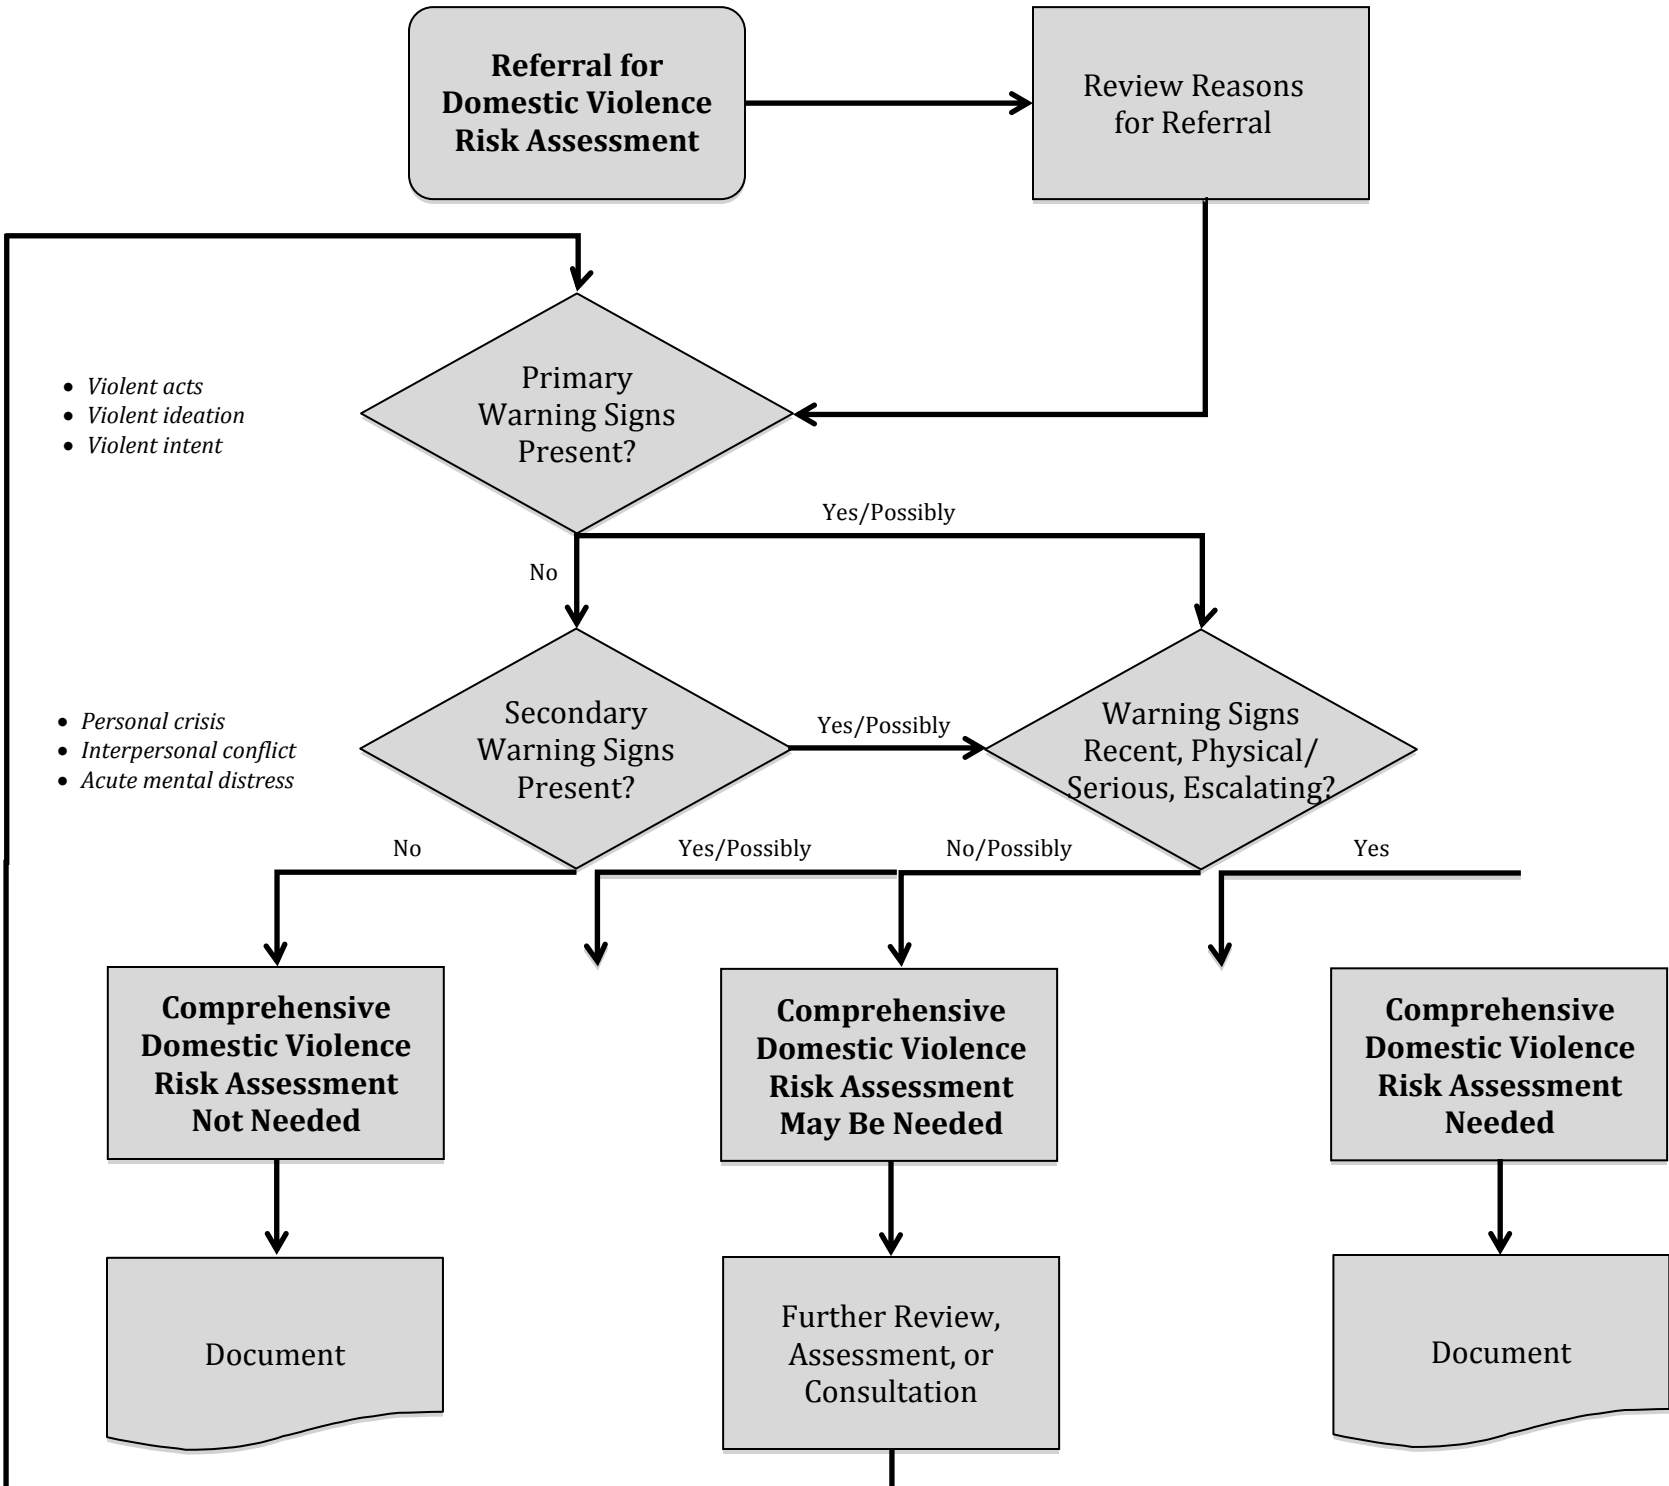 Referral for
Domestic Violence
Risk Assessment
Review Reasons
for Referral
• Violent acts
• Violent ideation
• Violent intent
Primary
Warning Signs
Present?
Yes/Possibly
No
• Personal crisis
• Interpersonal conflict
• Acute mental distress
Secondary
Warning Signs
Present?
Yes/Possibly
Warning Signs
Recent, Physical/
Serious, Escalating?
No
Yes/Possibly
No/Possibly
Yes
Comprehensive
Domestic Violence
Risk Assessment
Not Needed
Comprehensive
Domestic Violence
Risk Assessment
May Be Needed
Comprehensive
Domestic Violence
Risk Assessment
Needed
Document
Further Review,
Assessment, or
Consultation
Document